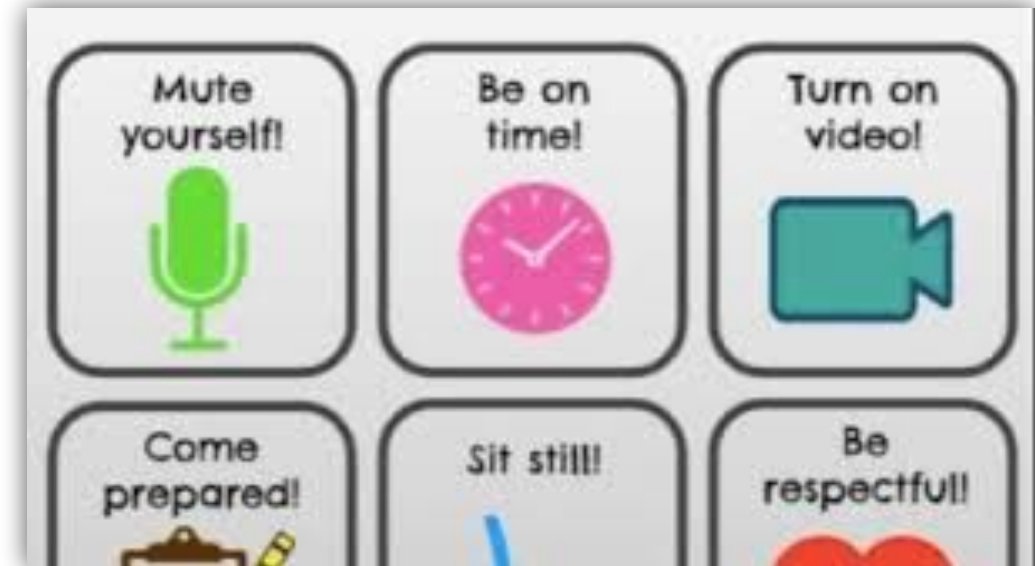 Mute
yourself!
Be on
time!
Turn on
video!
Come
prepared!
Sit still!
Be
respectful!